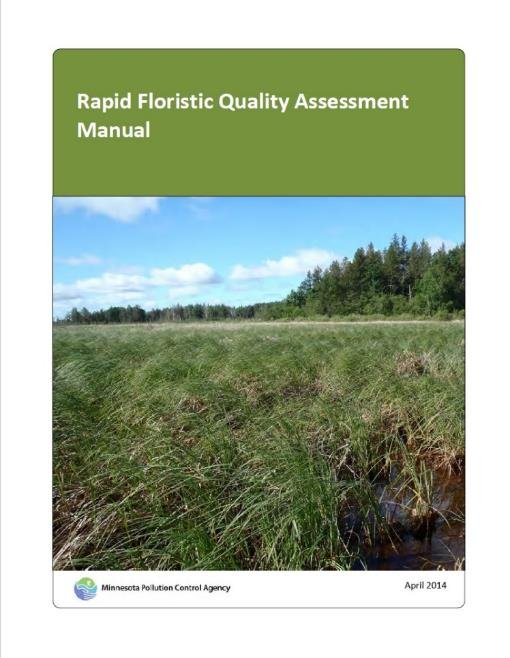 Rapid Floristic Quality Assessment
Manual
Minnesota Pollution Control Agency
April 2014